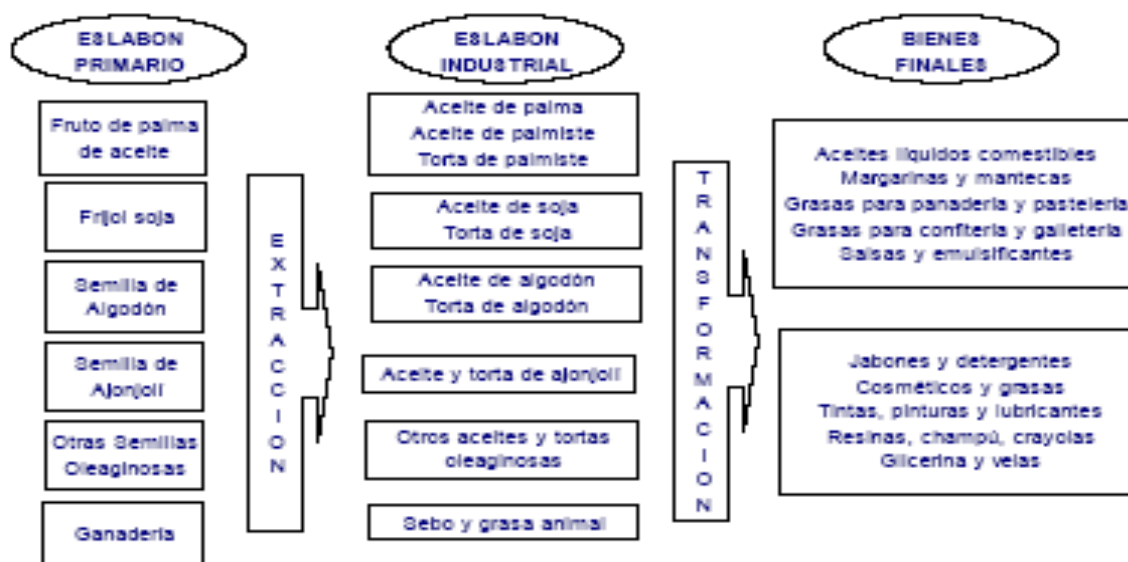 ESLABON
PRIMARIO
Fruto de palma
de aceite
Frijol soja
Semilla de
Algodón
Semilla de
Ajonjolí
Otras Semillas
Oleaginosas
Ganadería
EXTRACCION
ESLABON
INDUSTRIAL
Aceite de palma
Aceite de palmiste
Torta de palmiste
Aceite de soja
Torta de soja
Aceite de algodón
Torta de algodón
Aceite y torta de ajonjolí
Otros aceites y tortas
oleaginosas
Sebo y grasa animal
TRANSFORMACION
BIENES
FINALES
Aceites líquidos comestibles
Margarinas y mantecas
Grasas para panadería y pastelería
Grasas para confitería y galletería
Salsas y emulsificantes
Jabones y detergentes
Cosméticos y grasas
Tintas, pinturas y lubricantes
Resinas, champú, crayolas
Glicerina y velas